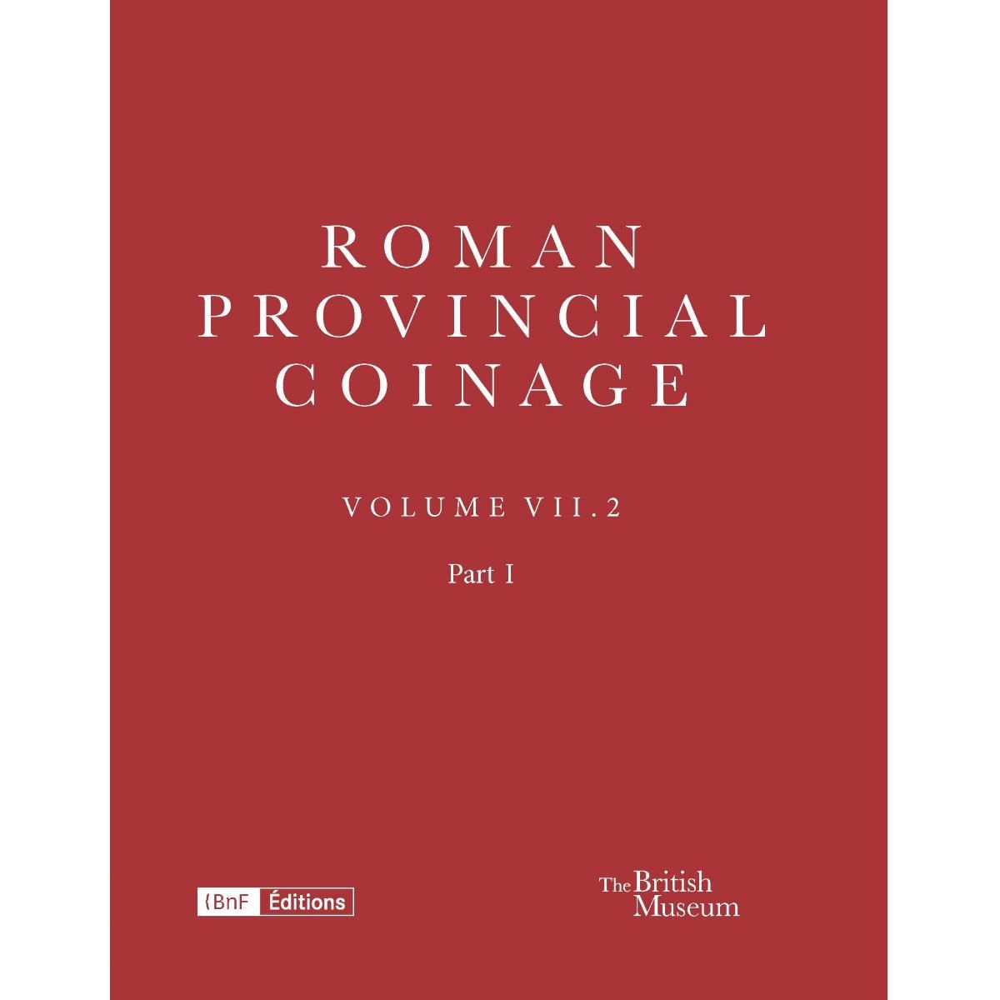 ROMAN
PROVINCIAL
COINAGE
VOLUME VII.2
Part I
BnF Éditions
The British
Museum